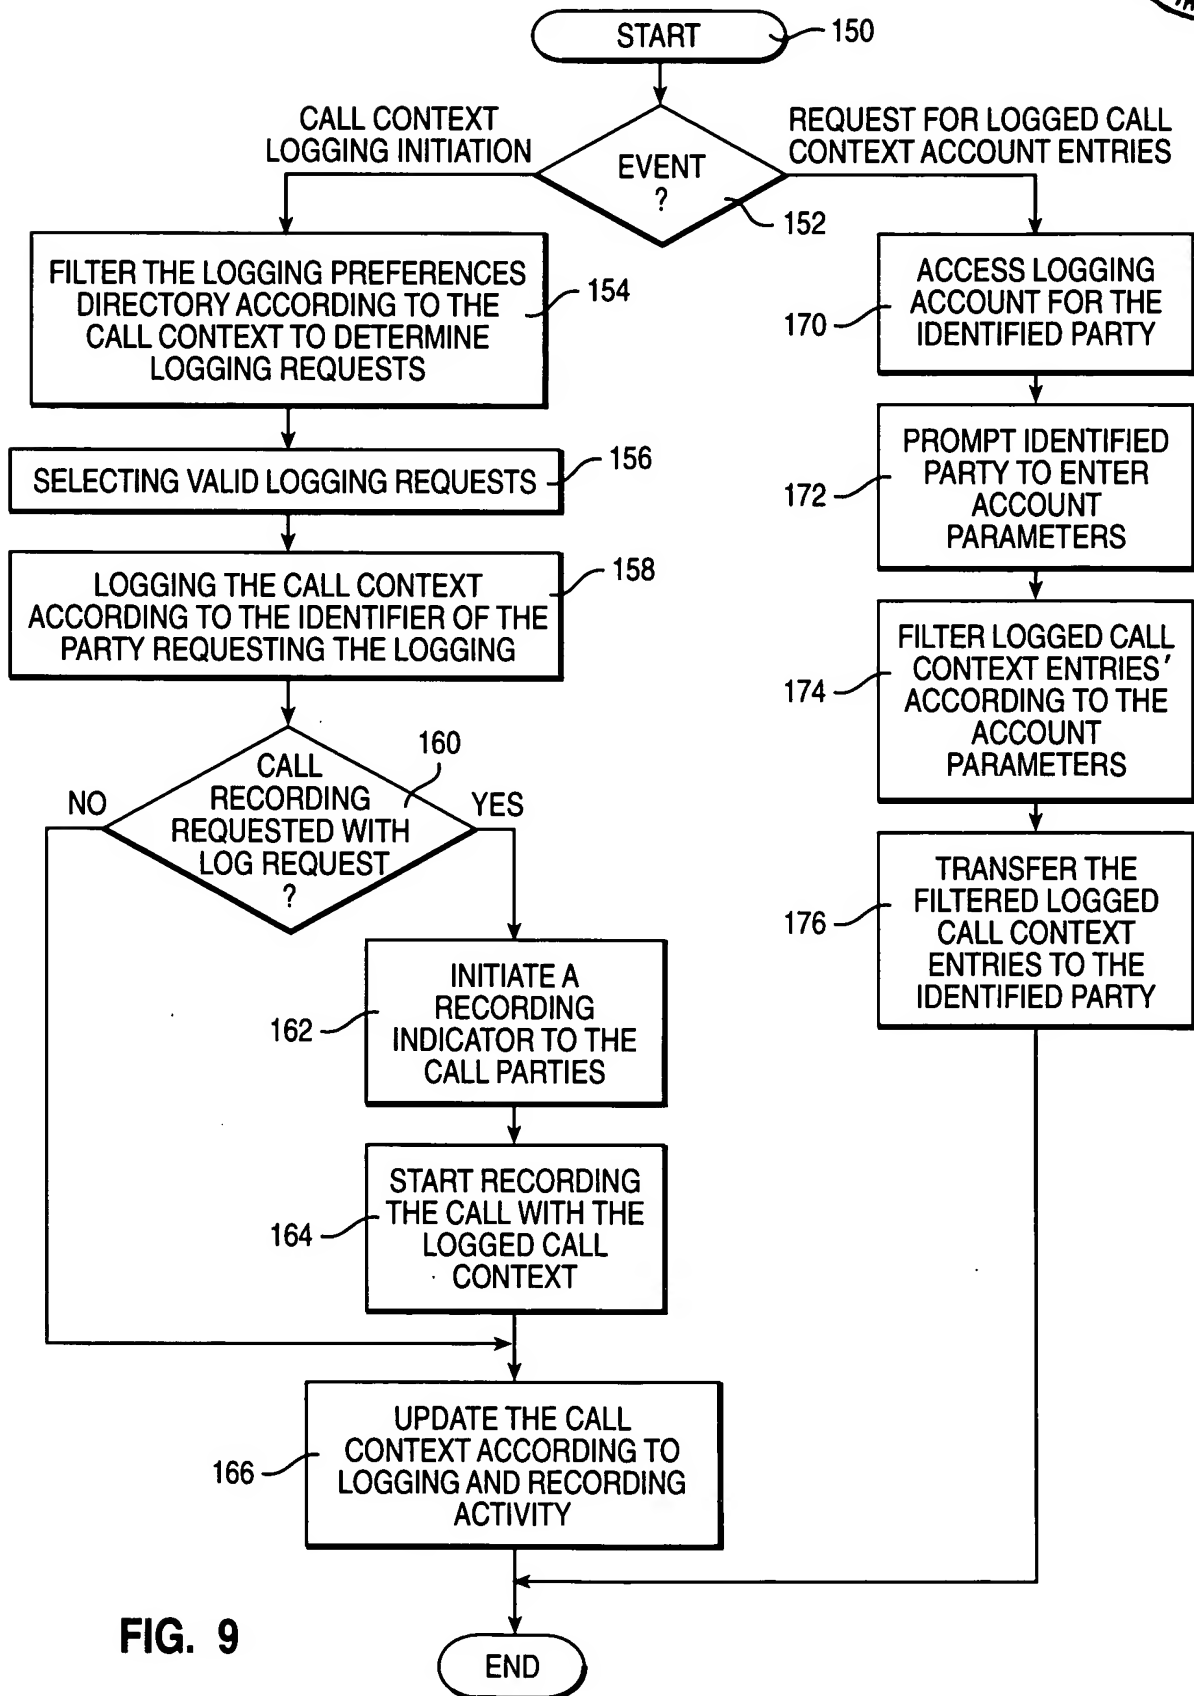 START
150
CALL CONTEXT
LOGGING INITIATION
REQUEST FOR LOGGED CALL
CONTEXT ACCOUNT ENTRIES
EVENT
?
152
FILTER THE LOGGING PREFERENCES
DIRECTORY ACCORDING TO THE
CALL CONTEXT TO DETERMINE
LOGGING REQUESTS
154
SELECTING VALID LOGGING REQUESTS
156
LOGGING THE CALL CONTEXT
ACCORDING TO THE IDENTIFIER OF THE
PARTY REQUESTING THE LOGGING
158
CALL
RECORDING
REQUESTED WITH
LOG REQUEST
?
160
NO
YES
INITIATE A
RECORDING
INDICATOR TO THE
CALL PARTIES
162
START RECORDING
THE CALL WITH THE
LOGGED CALL
CONTEXT
164
UPDATE THE CALL
CONTEXT ACCORDING TO
LOGGING AND RECORDING
ACTIVITY
166
ACCESS LOGGING
ACCOUNT FOR THE
IDENTIFIED PARTY
170
PROMPT IDENTIFIED
PARTY TO ENTER
ACCOUNT
PARAMETERS
172
FILTER LOGGED CALL
CONTEXT ENTRIES'
ACCORDING TO THE
ACCOUNT
PARAMETERS
174
TRANSFER THE
FILTERED LOGGED
CALL CONTEXT
ENTRIES TO THE
IDENTIFIED PARTY
176
END
FIG. 9